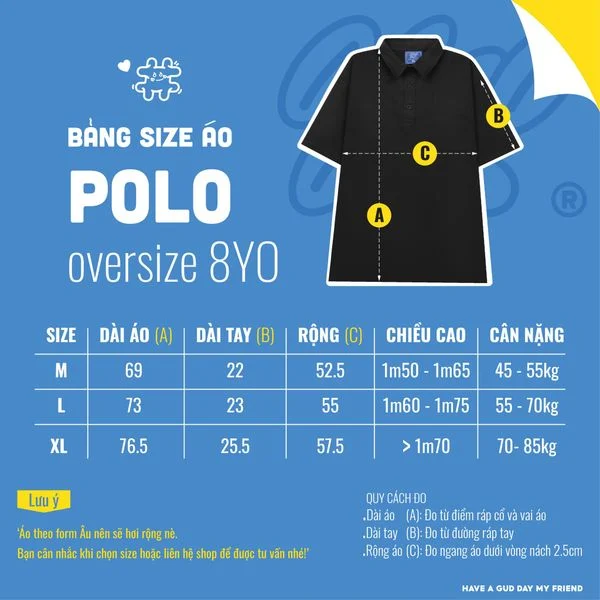 BẢNG SIZE ÁO
POLO
oversize 8YO
®
A
B
C
SIZE DÀI ÁO (A) DÀI TAY (B) RỘNG (C) CHIỀU CAO CÂN NẶNG
M 69 22 52.5 1m50 - 1m65 45 - 55kg
L 73 23 55 1m60 - 1m75 55 - 70kg
XL 76.5 25.5 57.5 > 1m70 70- 85kg
Lưu ý
'Áo theo form Âu nên sẽ hơi rộng nè.
Bạn cân nhắc khi chọn size hoặc liên hệ shop để được tư vấn nhé!'
QUY CÁCH ĐO
.Dài áo (A): Đo từ điểm ráp cổ và vai áo
.Dài tay (B): Đo từ đường ráp tay
.Rộng áo (C): Đo ngang áo dưới vòng nách 2.5cm
HAVE A GUD DAY MY FRIEND